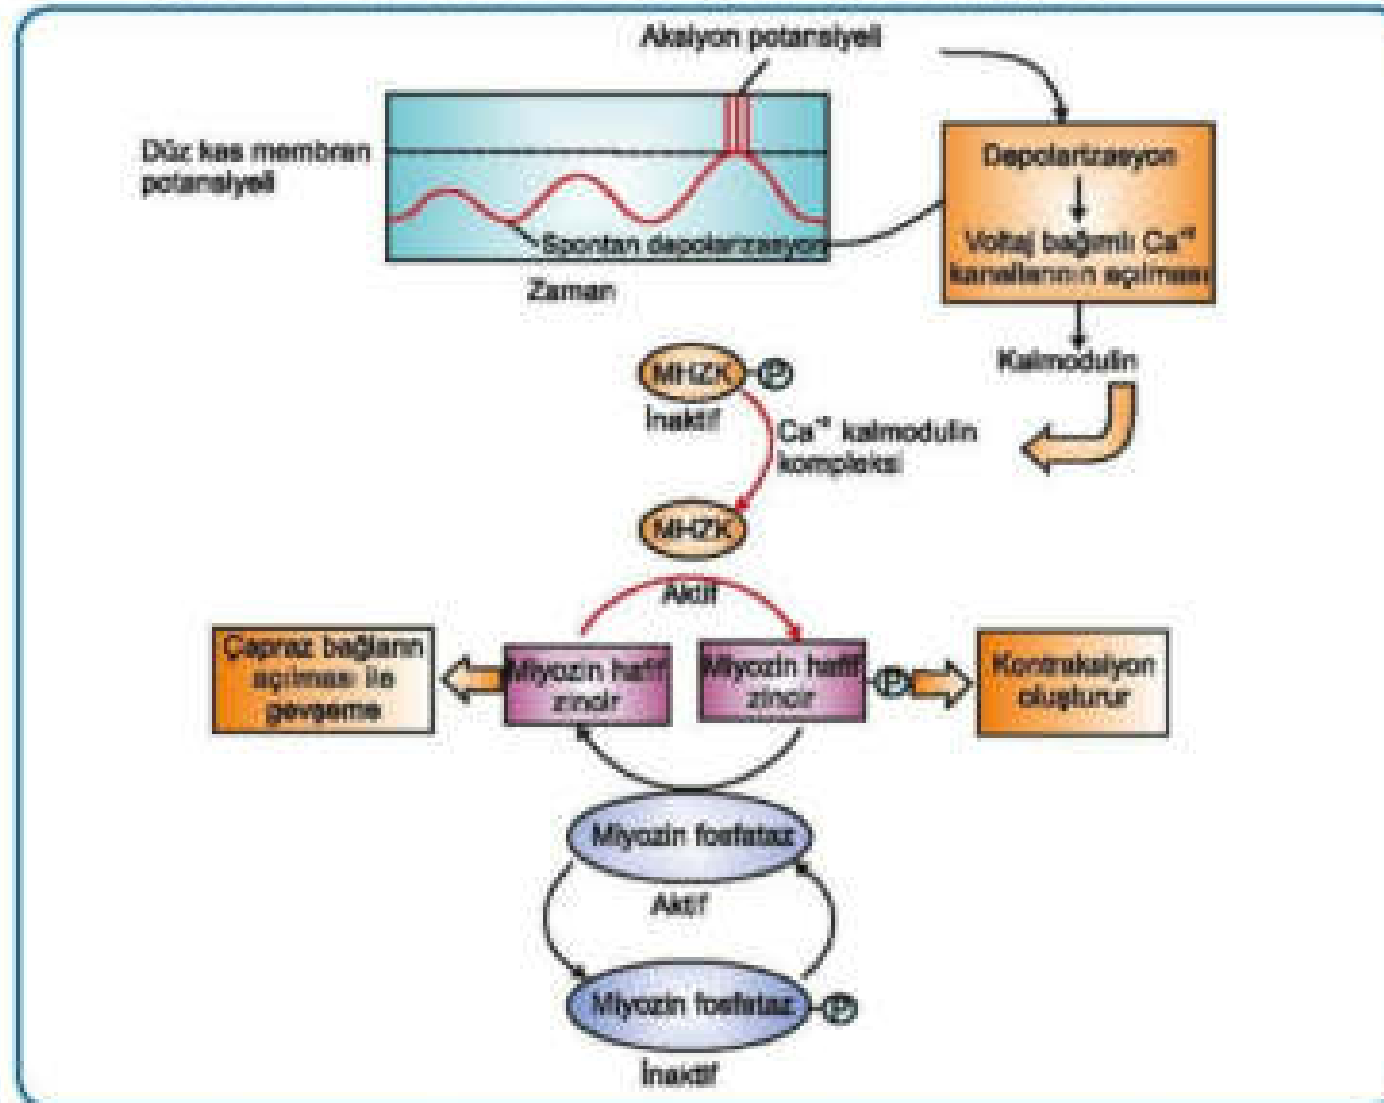 Aksiyon potansiyeli
Düz kas membran
potansiyeli
Spontan depolarizasyon
Zaman
Depolarizasyon
Voltaj bağımlı Ca⁺²
kanallarının açılması
Kalmodulin
MHZK
P
İnaktif
Ca⁺² kalmodulin
kompleksi
MHZK
Aktif
Çapraz bağların
açılması ile
gevşeme
Miyozin hafif
zincir
Miyozin hafif
zincir
P
Kontraksiyon
oluşturur
Miyozin fosfataz
Aktif
Miyozin fosfataz
P
İnaktif